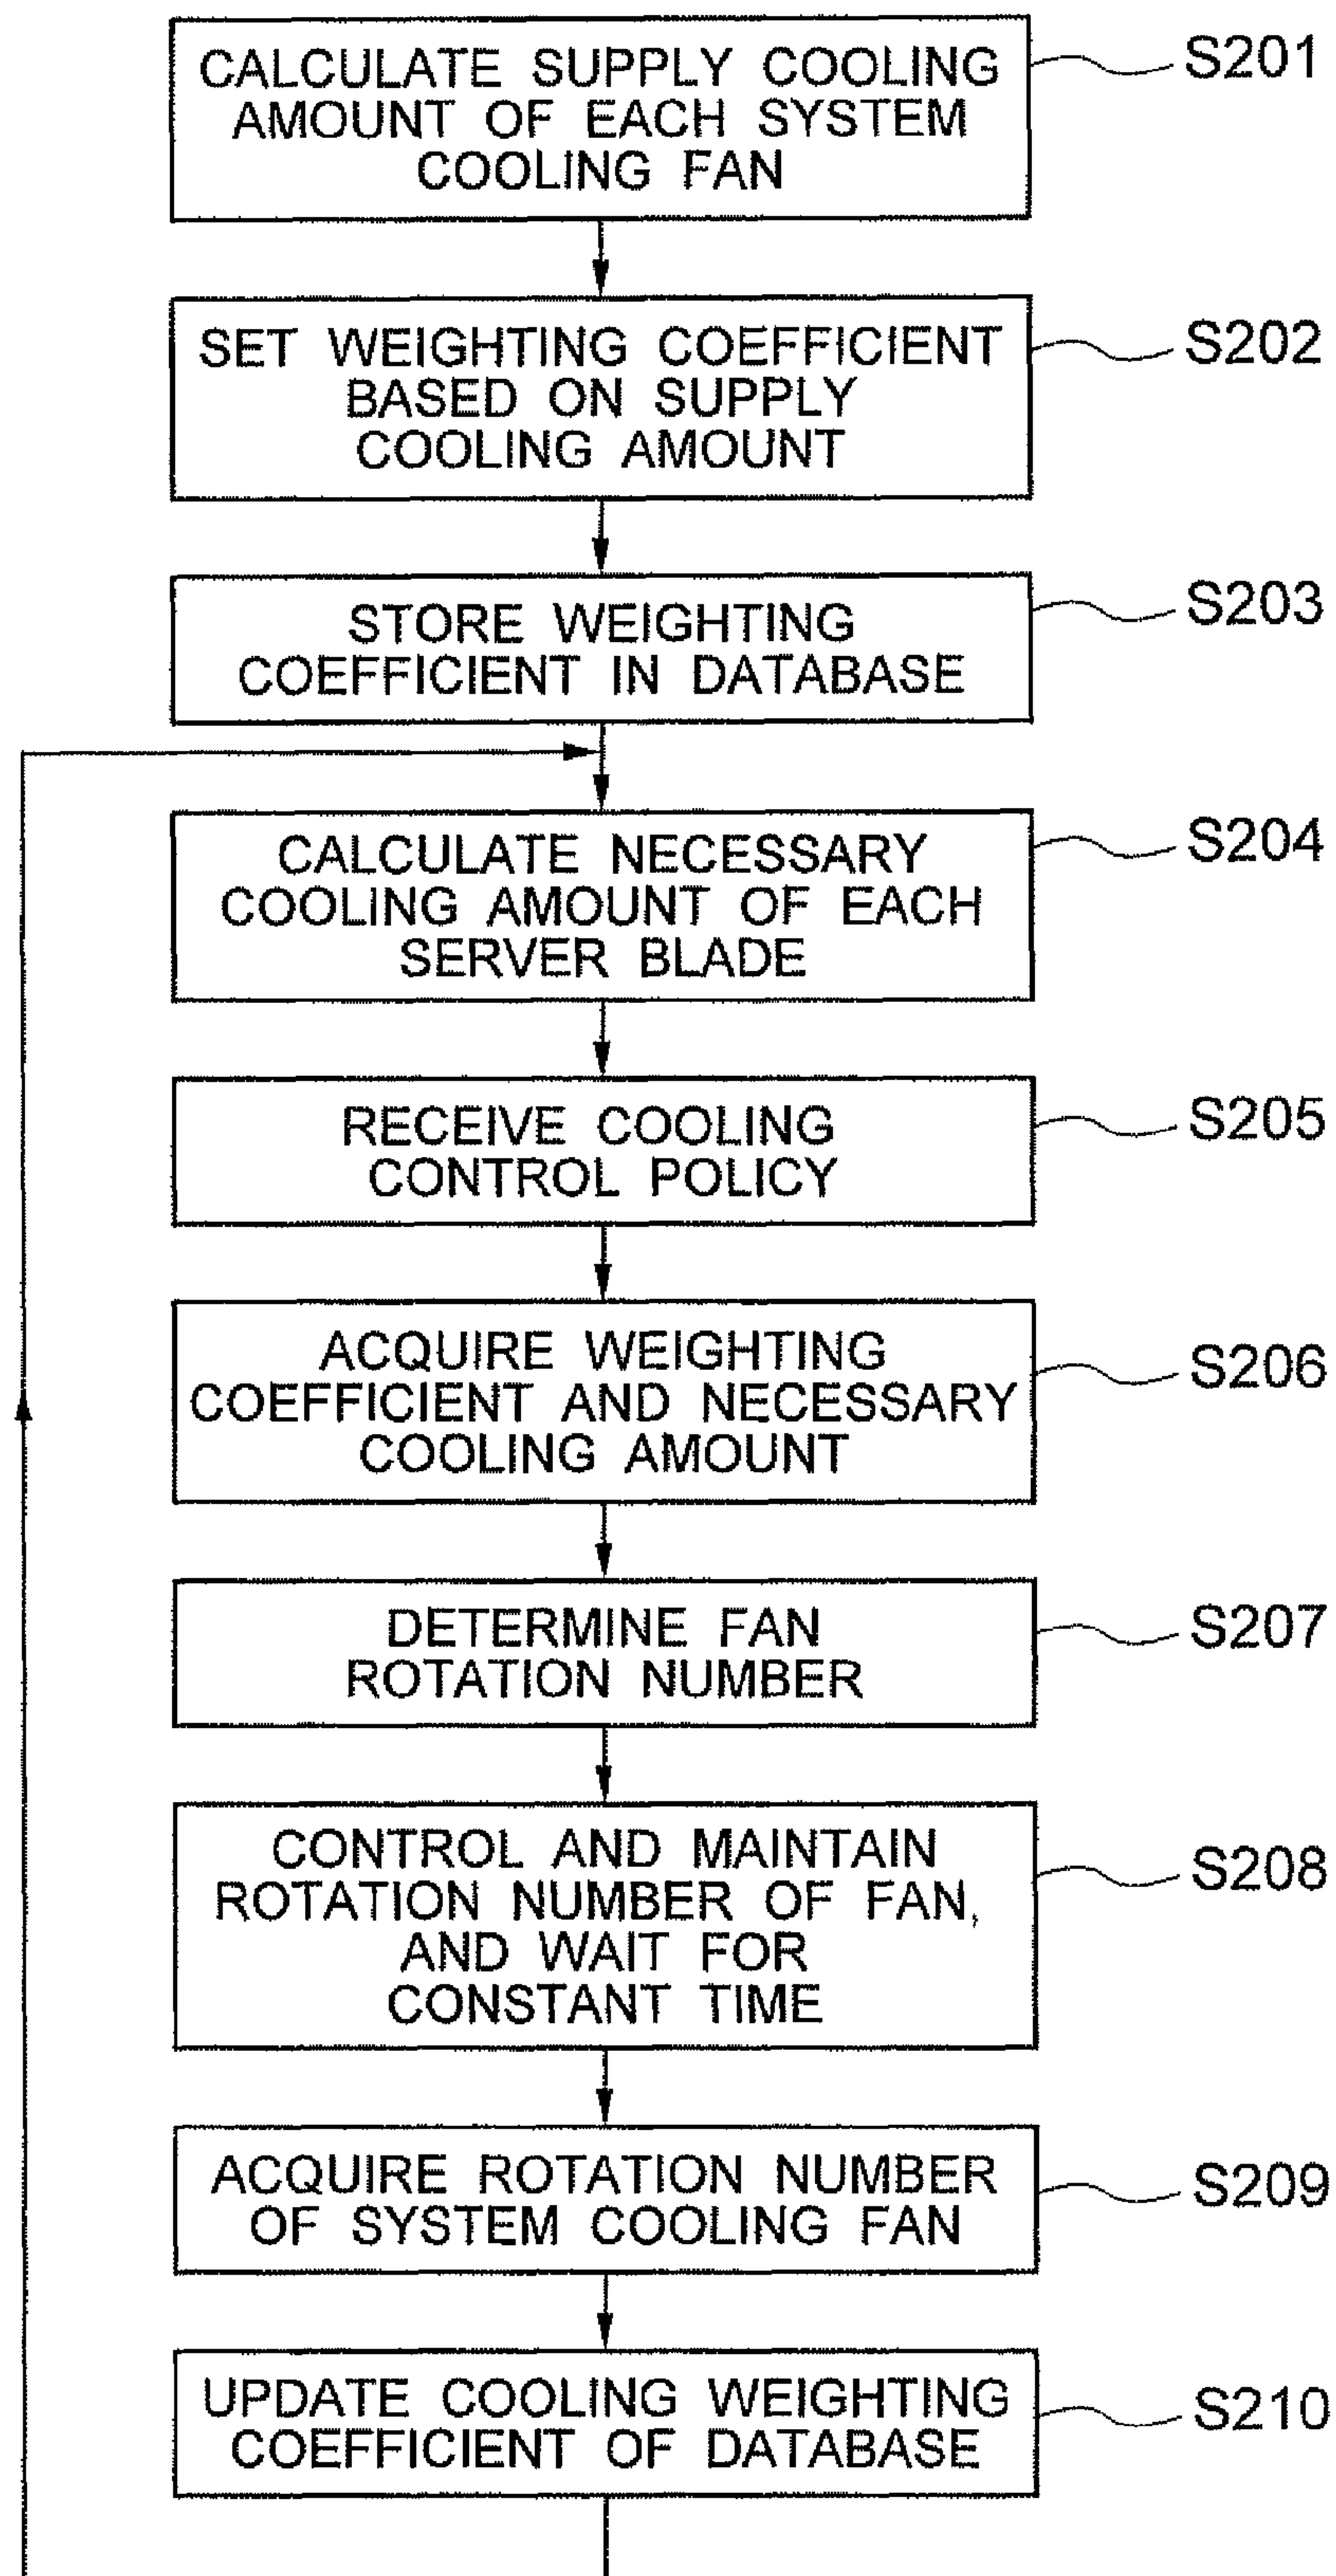 CALCULATE SUPPLY COOLING
AMOUNT OF EACH SYSTEM
COOLING FAN
S201
SET WEIGHTING COEFFICIENT
BASED ON SUPPLY
COOLING AMOUNT
S202
STORE WEIGHTING
COEFFICIENT IN DATABASE
S203
CALCULATE NECESSARY
COOLING AMOUNT OF EACH
SERVER BLADE
S204
RECEIVE COOLING
CONTROL POLICY
S205
ACQUIRE WEIGHTING
COEFFICIENT AND NECESSARY
COOLING AMOUNT
S206
DETERMINE FAN
ROTATION NUMBER
S207
CONTROL AND MAINTAIN
ROTATION NUMBER OF FAN,
AND WAIT FOR
CONSTANT TIME
S208
ACQUIRE ROTATION NUMBER
OF SYSTEM COOLING FAN
S209
UPDATE COOLING WEIGHTING
COEFFICIENT OF DATABASE
S210